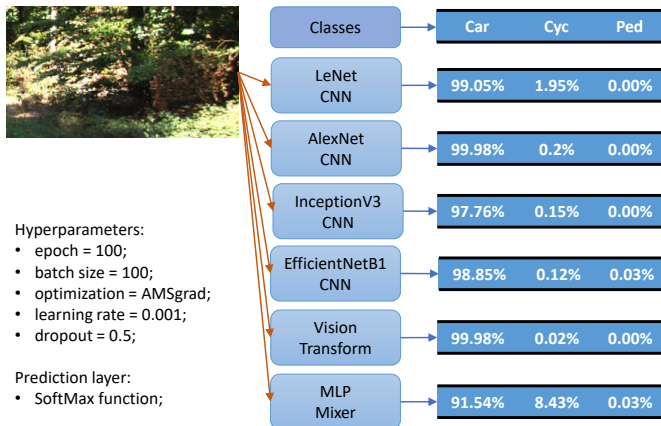 Classes Car Cyc Ped
LeNet
CNN
99.05% 1.95% 0.00%
AlexNet
CNN
99.98% 0.2% 0.00%
InceptionV3
CNN
97.76% 0.15% 0.00%
EfficientNetB1
CNN
98.85% 0.12% 0.03%
Vision
Transform
99.98% 0.02% 0.00%
MLP
Mixer
91.54% 8.43% 0.03%
Hyperparameters:
• epoch = 100;
• batch size = 100;
• optimization = AMSgrad;
• learning rate = 0.001;
• dropout = 0.5;
Prediction layer:
• SoftMax function;